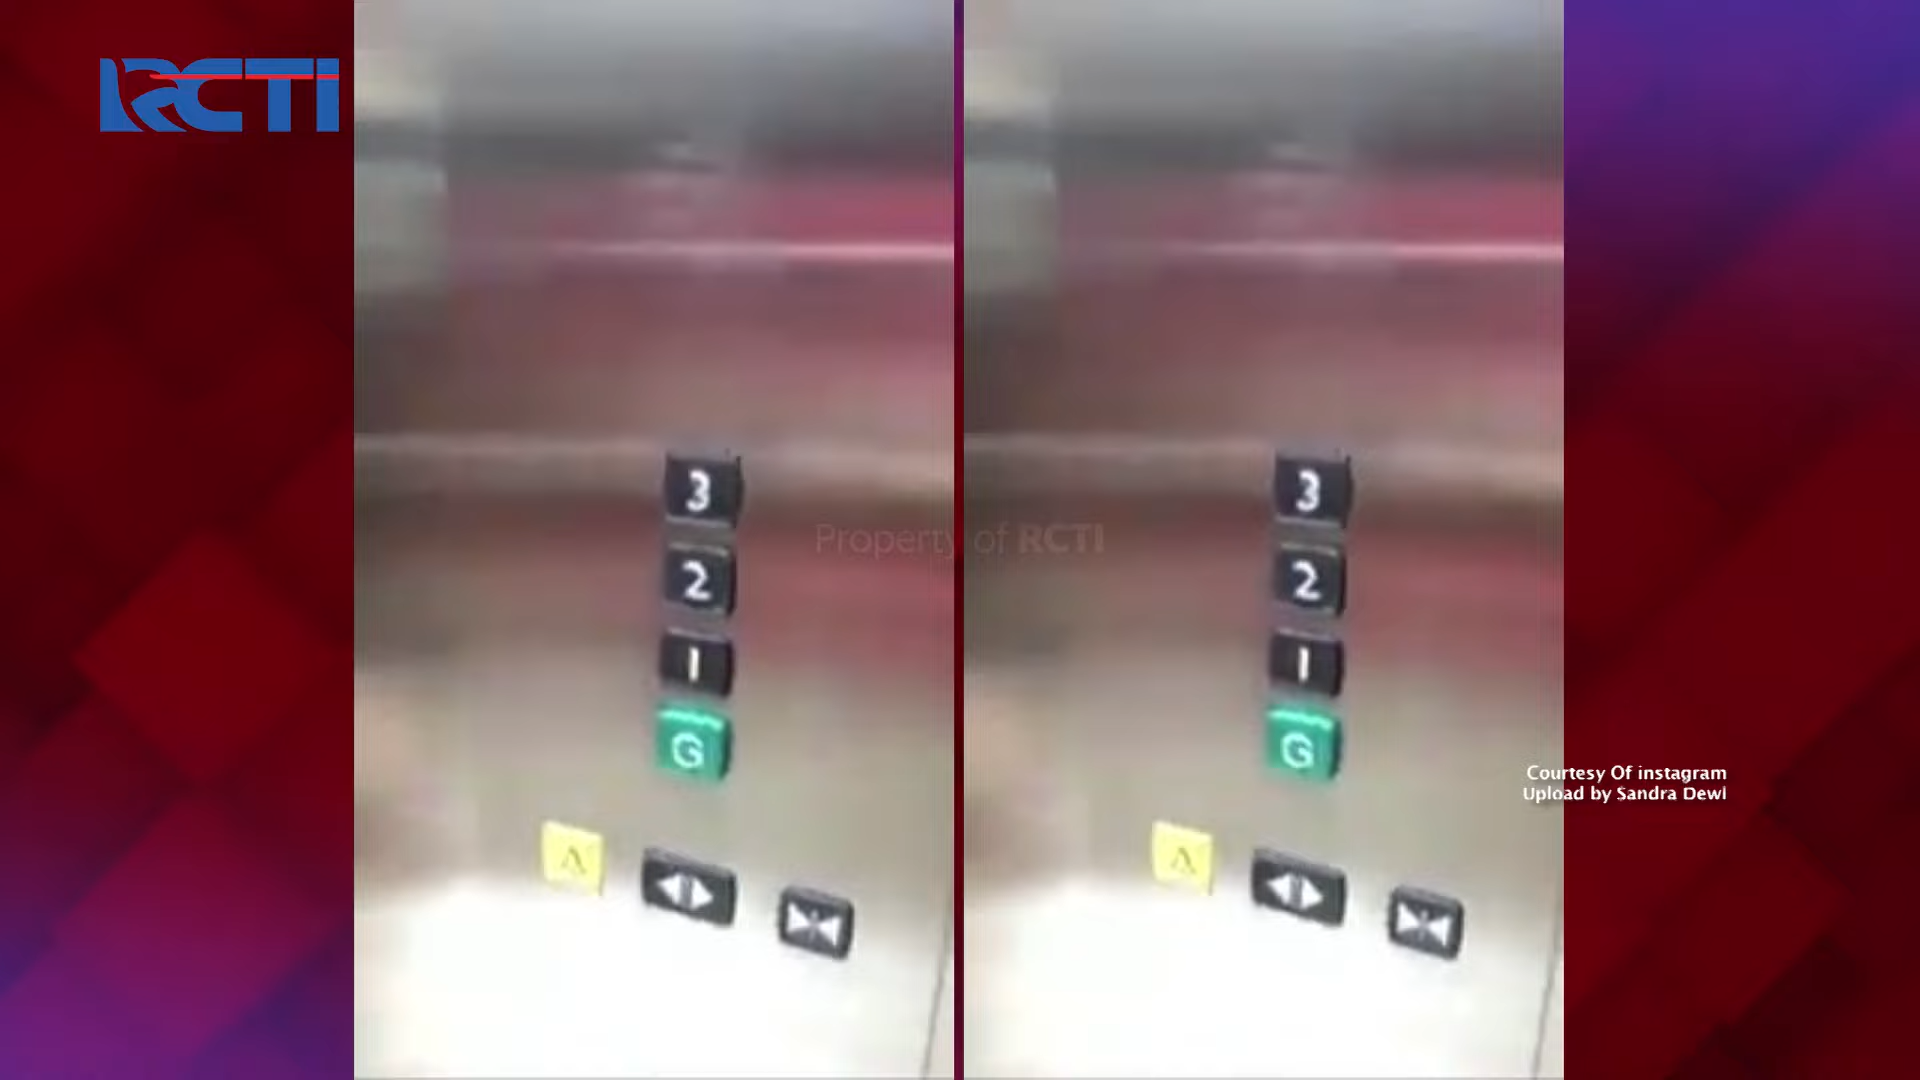 RCTI
3
2
1
G
3
2
1
G
Property of RCTI
Courtesy Of instagram
Upload by Sandra Dewi